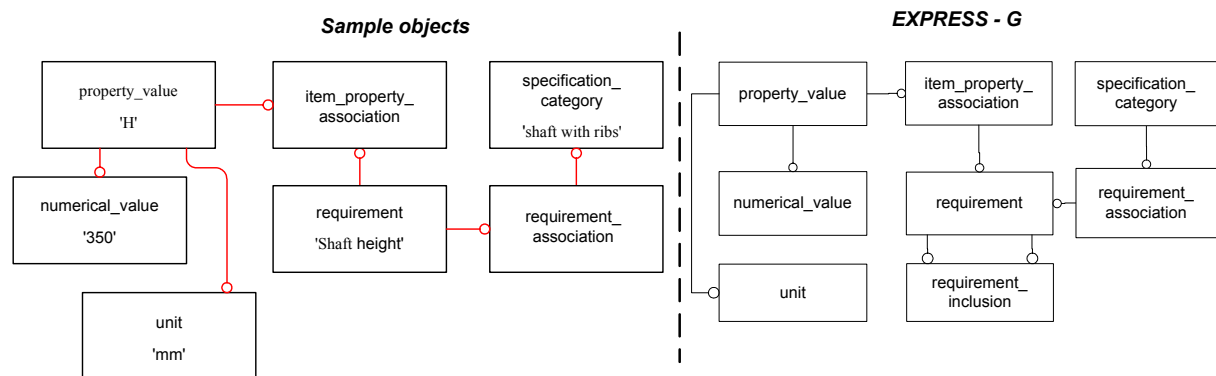 Sample objects
property_value
'H'
item_property_
association
specification_
category
'shaft with ribs'
numerical_value
'350'
requirement
'Shaft height'
requirement_
association
unit
'mm'
EXPRESS - G
property_value
item_property_
association
specification_
category
numerical_value
requirement
requirement_
association
unit
requirement_
inclusion